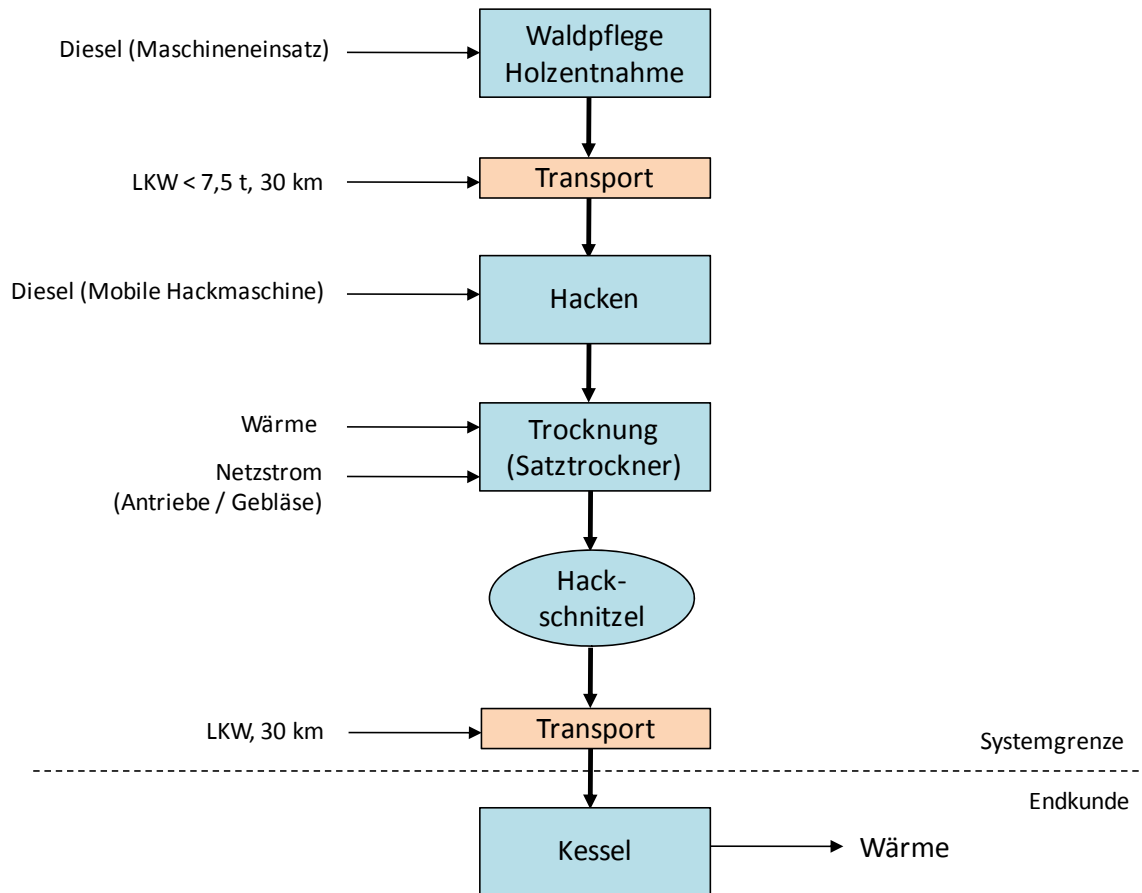 Diesel (Maschineneinsatz)
Waldpflege
Holzentnahme
LKW < 7,5 t, 30 km
Transport
Diesel (Mobile Hackmaschine)
Hacken
Wärme
Netzstrom
(Antriebe / Gebläse)
Trocknung
(Satztrockner)
Hack-
schnitzel
LKW, 30 km
Transport
Systemgrenze
Endkunde
Kessel
Wärme